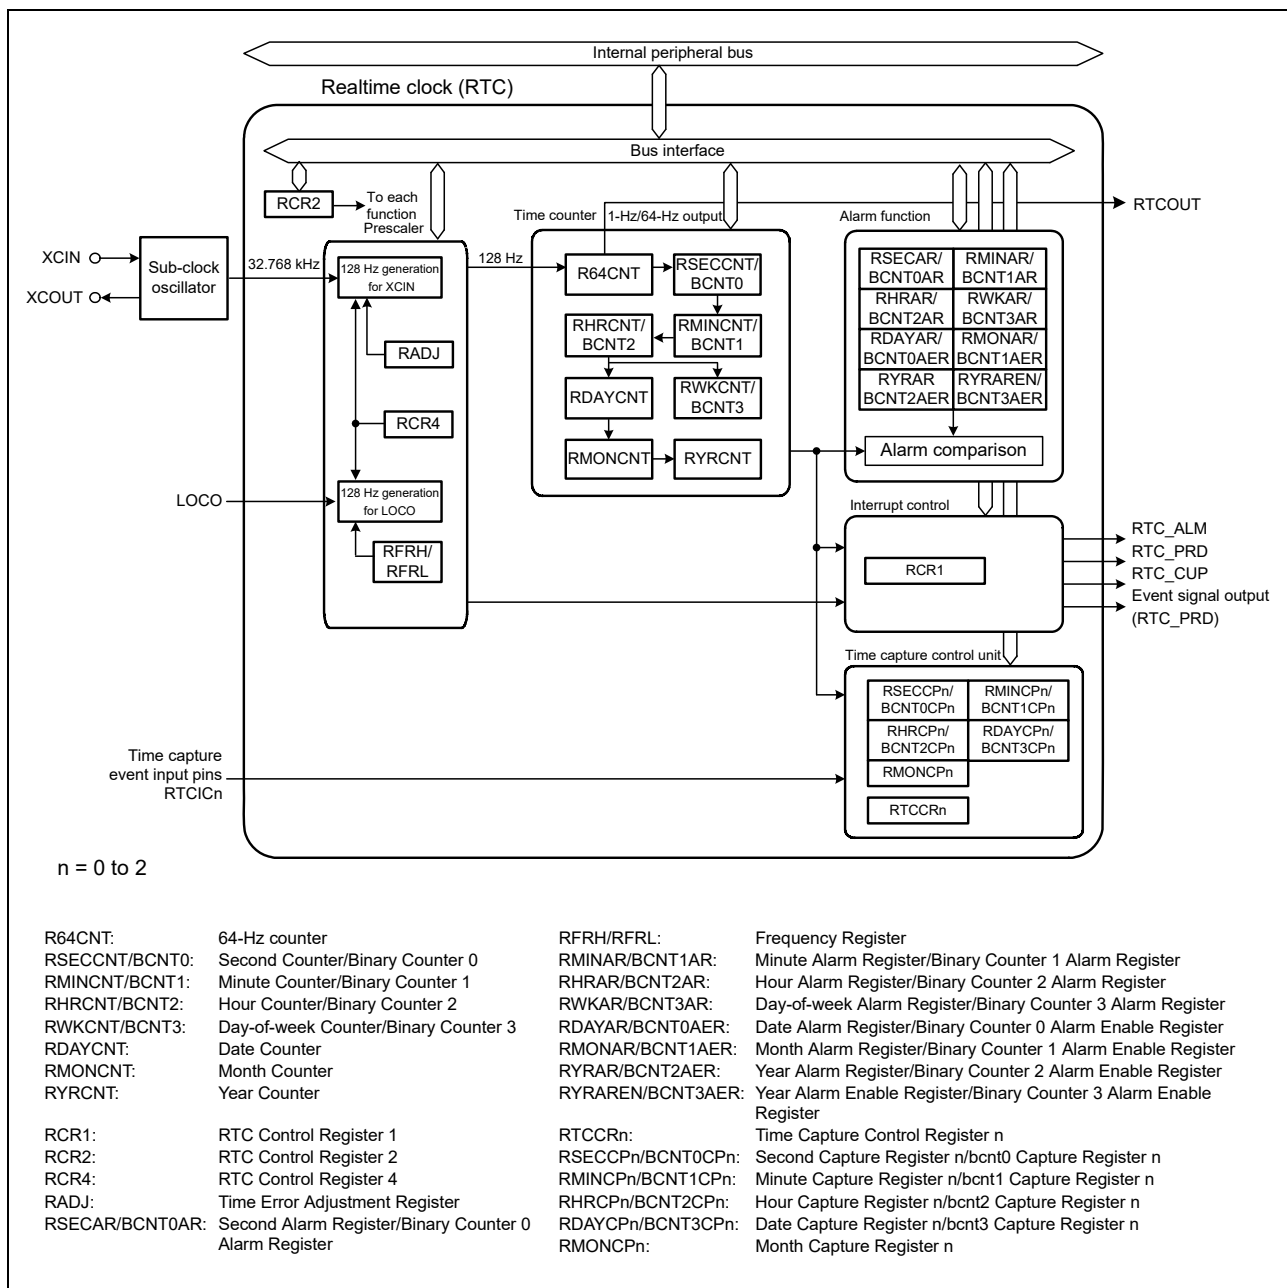 Internal peripheral bus
Realtime clock (RTC)
Bus interface
RCR2
To each
function
Prescaler
Time counter
1-Hz/64-Hz output
Alarm function
RTCOUT
XCIN
XCOUT
Sub-clock
oscillator
32.768 kHz
128 Hz generation
for XCIN
128 Hz
RADJ
RCR4
LOCO
128 Hz generation
for LOCO
RFRH/
RFRL
R64CNT
RSECCNT/
BCNT0
RHRCNT/
BCNT2
RMINCNT/
BCNT1
RDAYCNT
RWKCNT/
BCNT3
RMONCNT
RYRCNT
RSECAR/
BCNT0AR
RMINAR/
BCNT1AR
RHRAR/
BCNT2AR
RWKAR/
BCNT3AR
RDAYAR/
BCNT0AER
RMONAR/
BCNT1AER
RYRAR
BCNT2AER
RYRAREN/
BCNT3AER
Alarm comparison
Interrupt control
RCR1
RTC_ALM
RTC_PRD
RTC_CUP
Event signal output
(RTC_PRD)
Time capture control unit
RSECCPn/
BCNT0CPn
RMINCPn/
BCNT1CPn
RHRCPn/
BCNT2CPn
RDAYCPn/
BCNT3CPn
RMONCPn
RTCCRn
Time capture
event input pins
RTCICn
n = 0 to 2
R64CNT: 64-Hz counter
RSECCNT/BCNT0: Second Counter/Binary Counter 0
RMINCNT/BCNT1: Minute Counter/Binary Counter 1
RHRCNT/BCNT2: Hour Counter/Binary Counter 2
RWKCNT/BCNT3: Day-of-week Counter/Binary Counter 3
RDAYCNT: Date Counter
RMONCNT: Month Counter
RYRCNT: Year Counter
RCR1: RTC Control Register 1
RCR2: RTC Control Register 2
RCR4: RTC Control Register 4
RADJ: Time Error Adjustment Register
RSECAR/BCNT0AR: Second Alarm Register/Binary Counter 0
Alarm Register
RFRH/RFRL: Frequency Register
RMINAR/BCNT1AR: Minute Alarm Register/Binary Counter 1 Alarm Register
RHRAR/BCNT2AR: Hour Alarm Register/Binary Counter 2 Alarm Register
RWKAR/BCNT3AR: Day-of-week Alarm Register/Binary Counter 3 Alarm Register
RDAYAR/BCNT0AER: Date Alarm Register/Binary Counter 0 Alarm Enable Register
RMONAR/BCNT1AER: Month Alarm Register/Binary Counter 1 Alarm Enable Register
RYRAR/BCNT2AER: Year Alarm Register/Binary Counter 2 Alarm Enable Register
RYRAREN/BCNT3AER: Year Alarm Enable Register/Binary Counter 3 Alarm Enable
Register
RTCCRn: Time Capture Control Register n
RSECCPn/BCNT0CPn: Second Capture Register n/bcnt0 Capture Register n
RMINCPn/BCNT1CPn: Minute Capture Register n/bcnt1 Capture Register n
RHRCPn/BCNT2CPn: Hour Capture Register n/bcnt2 Capture Register n
RDAYCPn/BCNT3CPn: Date Capture Register n/bcnt3 Capture Register n
RMONCPn: Month Capture Register n